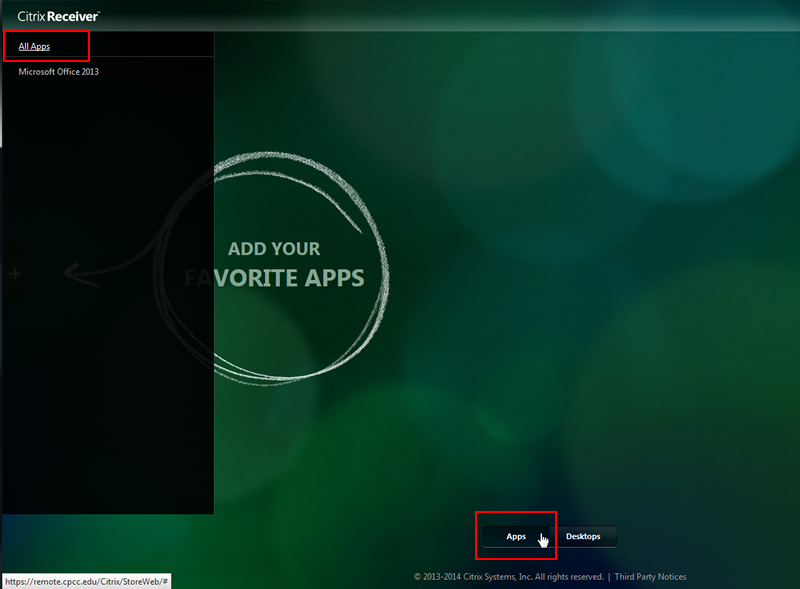 Citrix Receiver™
All Apps
Microsoft Office 2013
ADD YOUR
FAVORITE APPS
+
Apps
Desktops
© 2013-2014 Citrix Systems, Inc. All rights reserved. | Third Party Notices
https://remote.cpcc.edu/Citrix/StoreWeb/#